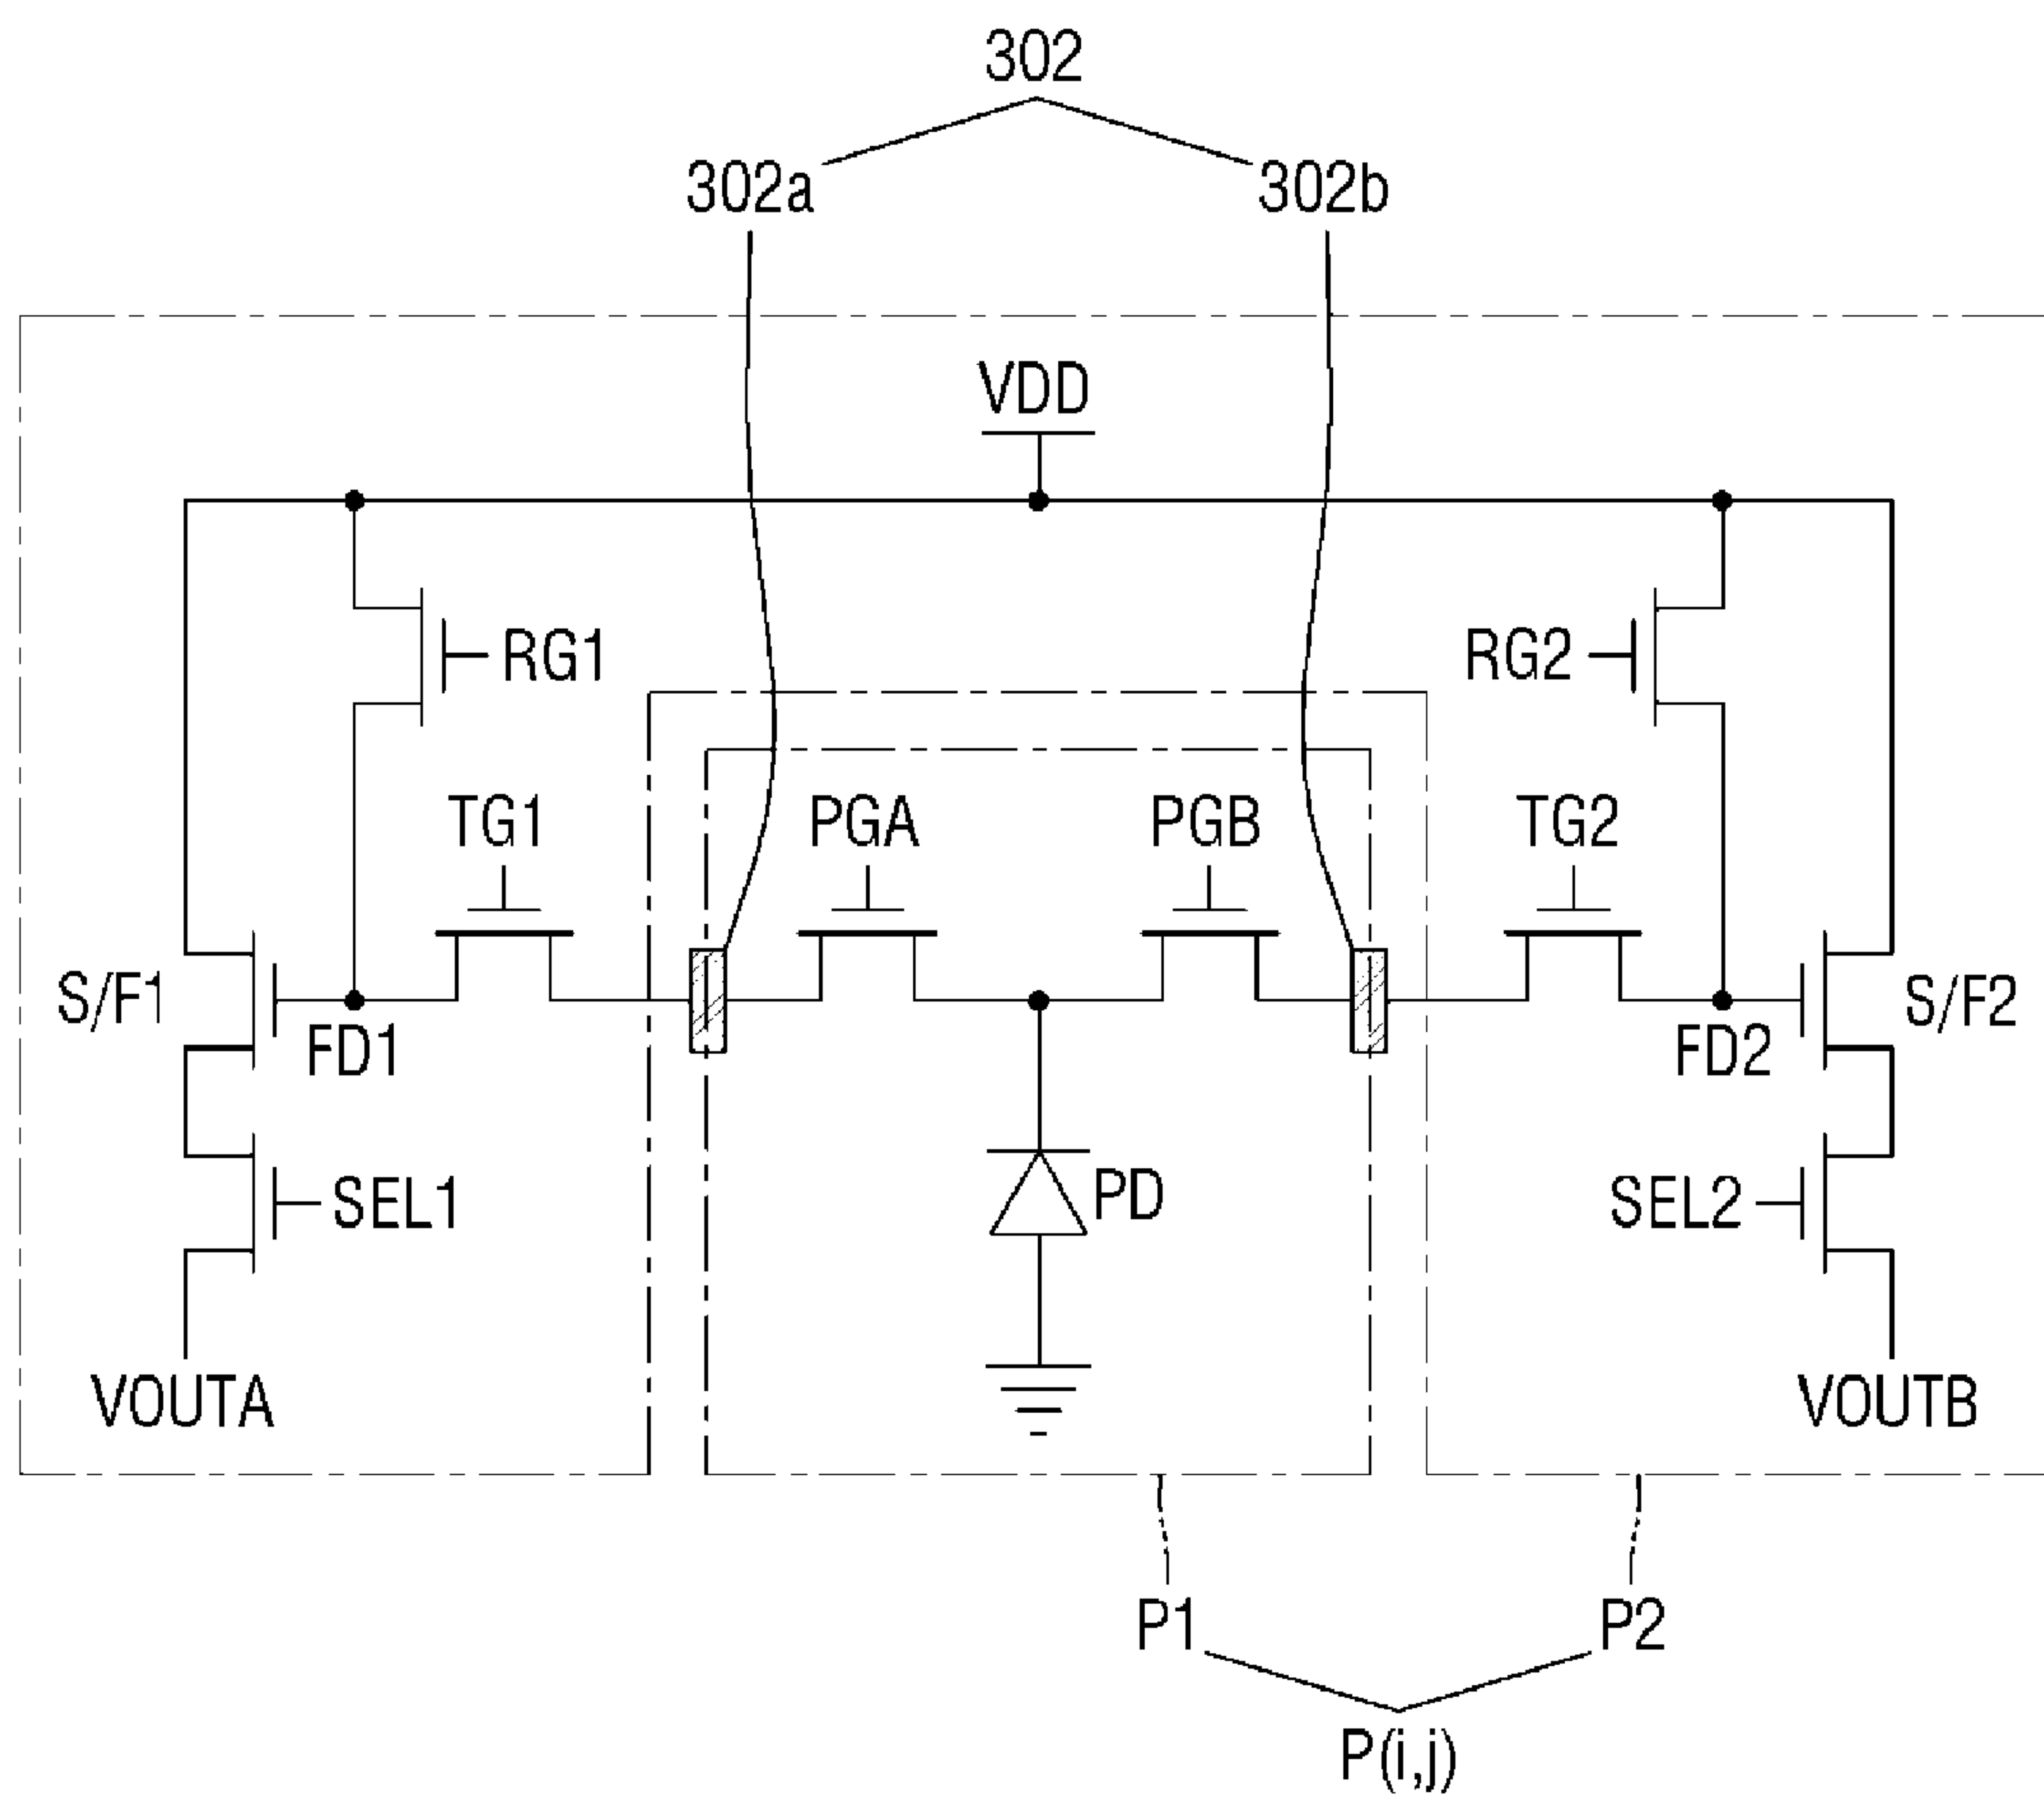 302
302a 302b
VDD
RG1 RG2
TG1 PGA PGB TG2
S/F1 S/F2
FD1 FD2
PD
SEL1 SEL2
VOUTA VOUTB
P1 P2
P(i,j)